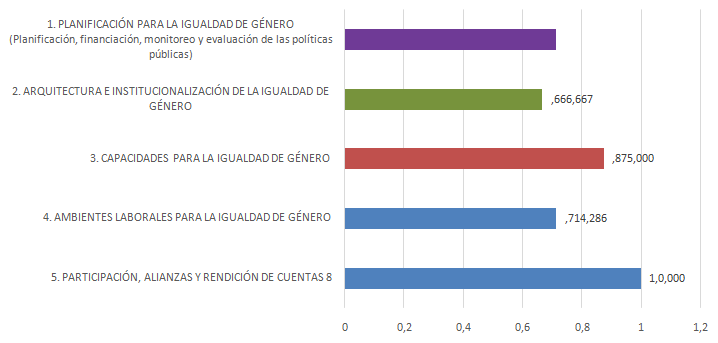 1. PLANIFICACIÓN PARA LA IGUALDAD DE GÉNERO
(Planificación, financiación, monitoreo y evaluación de las políticas
públicas)
2. ARQUITECTURA E INSTITUCIONALIZACIÓN DE LA IGUALDAD DE
GÉNERO
,666,667
3. CAPACIDADES PARA LA IGUALDAD DE GÉNERO
,875,000
4. AMBIENTES LABORALES PARA LA IGUALDAD DE GÉNERO
,714,286
5. PARTICIPACIÓN, ALIANZAS Y RENDICIÓN DE CUENTAS 8
1,0,000
0 0,2 0,4 0,6 0,8 1 1,2